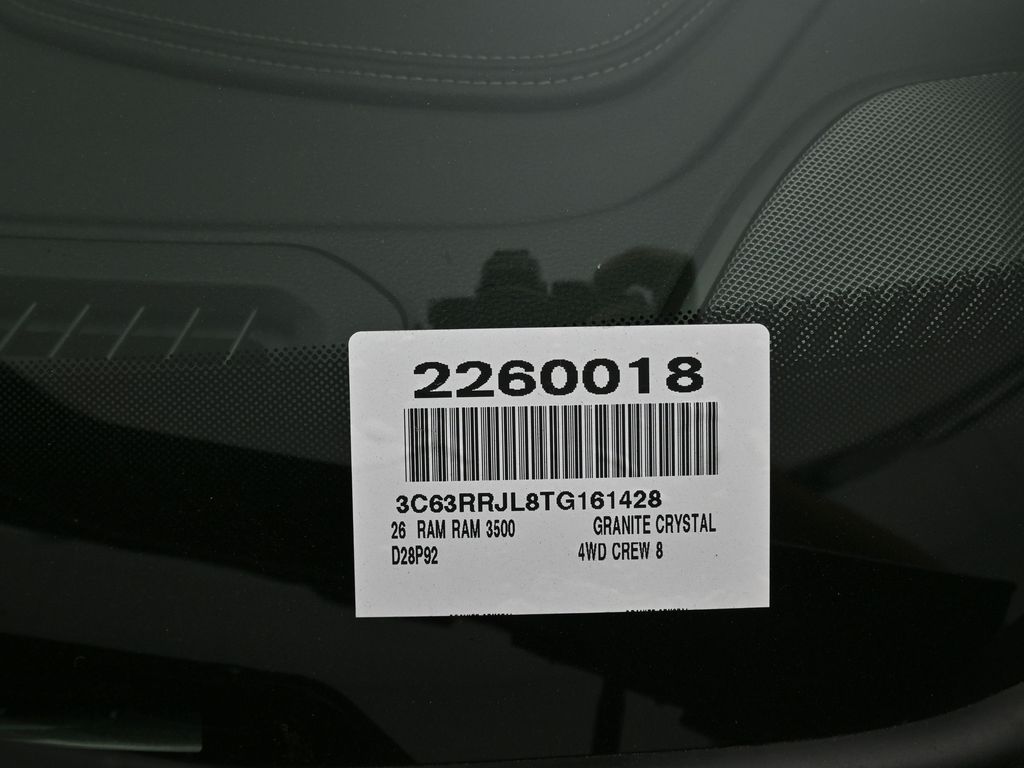 2260018
3C63RRJL8TG161428
26 RAM RAM 3500 GRANITE CRYSTAL
D28P92 4WD CREW 8